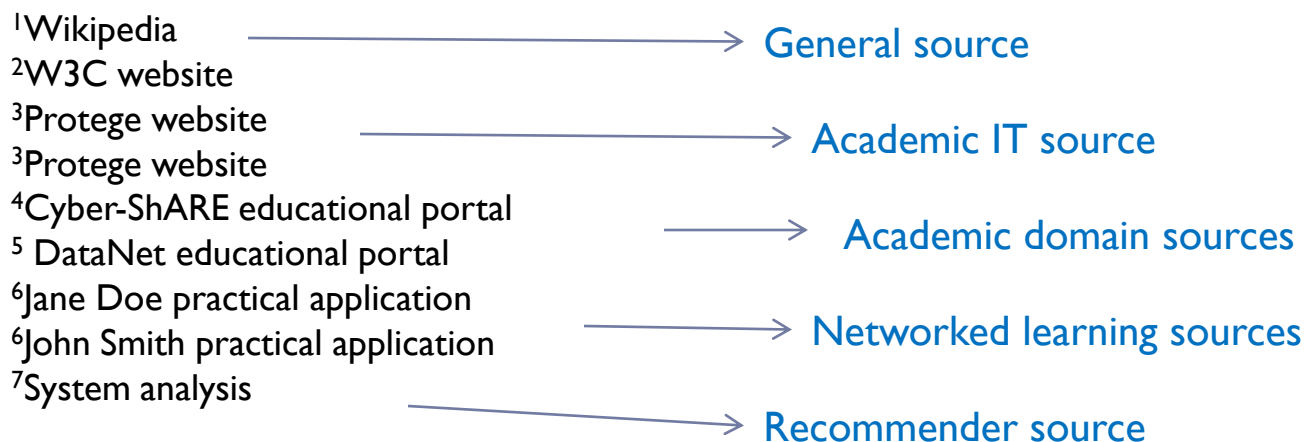 ¹Wikipedia
General source
²W3C website
³Protege website
Academic IT source
³Protege website
⁴Cyber-ShARE educational portal
Academic domain sources
⁵ DataNet educational portal
⁶Jane Doe practical application
Networked learning sources
⁶John Smith practical application
⁷System analysis
Recommender source